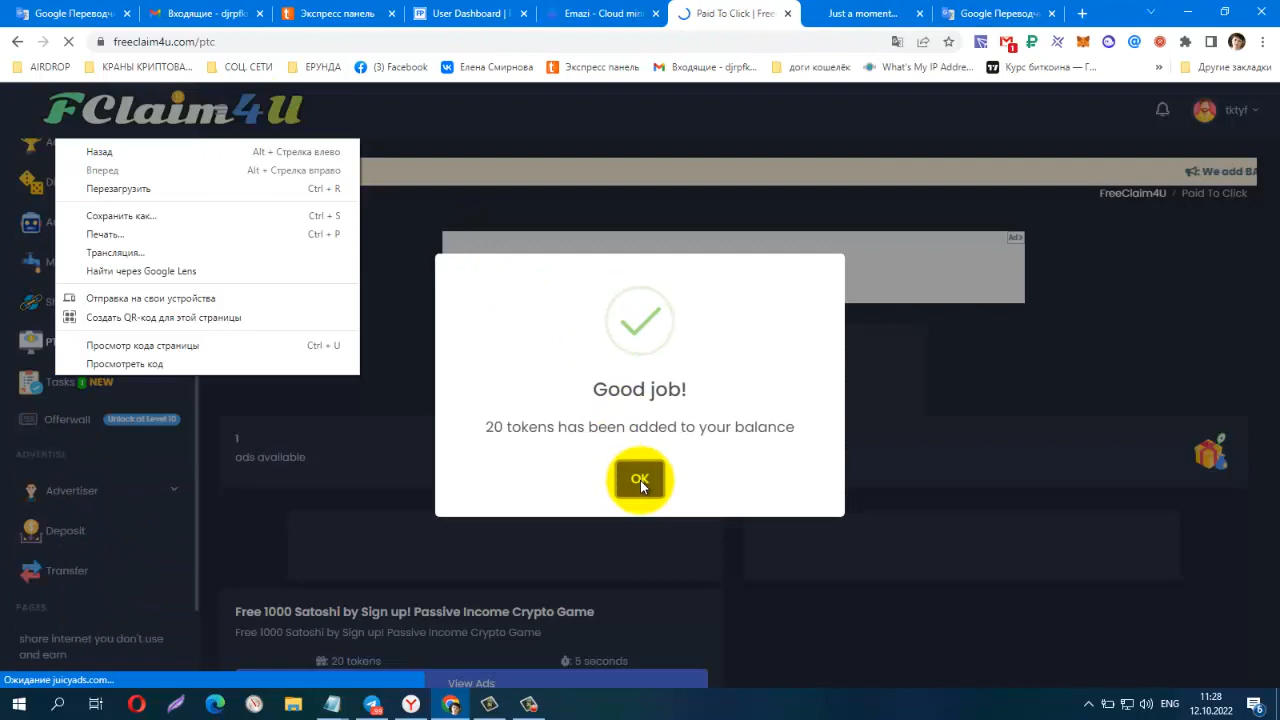 Google Переводч
Входящие - djrpfk...
Экспресс панель
User Dashboard | F
Emazi - Cloud mini
Paid To Click | Free
Just a moment...
Google Переводч
freeclaim4u.com/ptc
AIRDROP
КРАНЫ КРИПТОВА...
СОЦ. СЕТИ
ЕРУНДА
(3) Facebook
Елена Смирнова
Экспресс панель
Входящие - djrpfk...
доги кошелёк
What's My IP Addre...
Курс биткоина — Г...
»
Другие закладки
FClaim4U
tktyf
Назад Alt + Стрелка влево
Вперед Alt + Стрелка вправо
Перезагрузить Ctrl + R
Сохранить как... Ctrl + S
Печать... Ctrl + P
Трансляция...
Найти через Google Lens
Отправка на свои устройства
Создать QR-код для этой страницы
Просмотр кода страницы Ctrl + U
Просмотреть код
: We add BA
FreeClaim4U / Paid To Click
Ad
Good job!
20 tokens has been added to your balance
OK
Tasks 1 NEW
Offerwall Unlock at Level 10
ADVERTISE
Advertiser
Deposit
Transfer
PAGES
share internet you don't use
and earn
1
ads available
Free 1000 Satoshi by Sign up! Passive Income Crypto Game
Free 1000 Satoshi by Sign up! Passive Income Crypto Game
: 20 tokens
: 5 seconds
View Ads
Ожидание juicyads.com...
99
ENG
11:28
12.10.2022
6